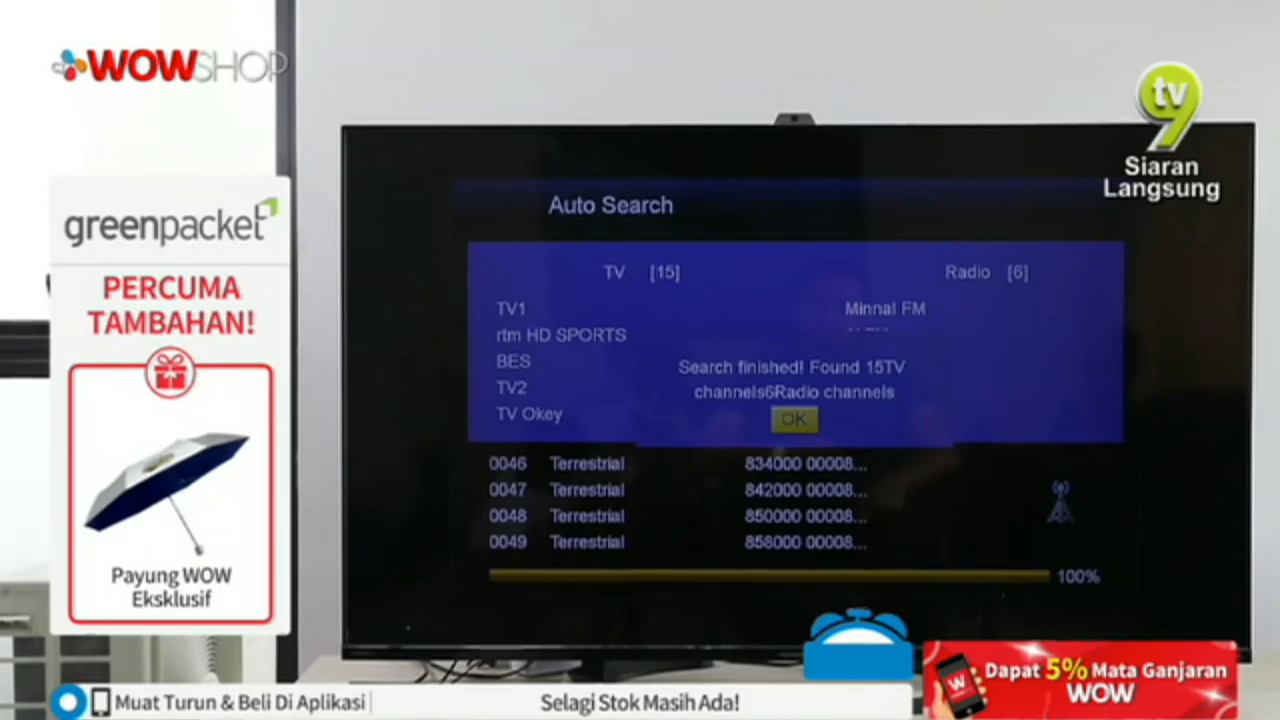 WOWSHOP
tv9
Siaran
Langsung
greenpacket
PERCUMA
TAMBAHAN!
Payung WOW
Eksklusif
Auto Search
TV [15]
Radio [6]
TV1
rtm HD SPORTS
BES
TV2
TV Okey
Minnal FM
Search finished! Found 15TV
channels6Radio channels
OK
0046 Terrestrial 834000 00008...
0047 Terrestrial 842000 00008...
0048 Terrestrial 850000 00008...
0049 Terrestrial 858000 00008...
100%
Muat Turun & Beli Di Aplikasi
Selagi Stok Masih Ada!
W
Dapat 5% Mata Ganjaran
WOW